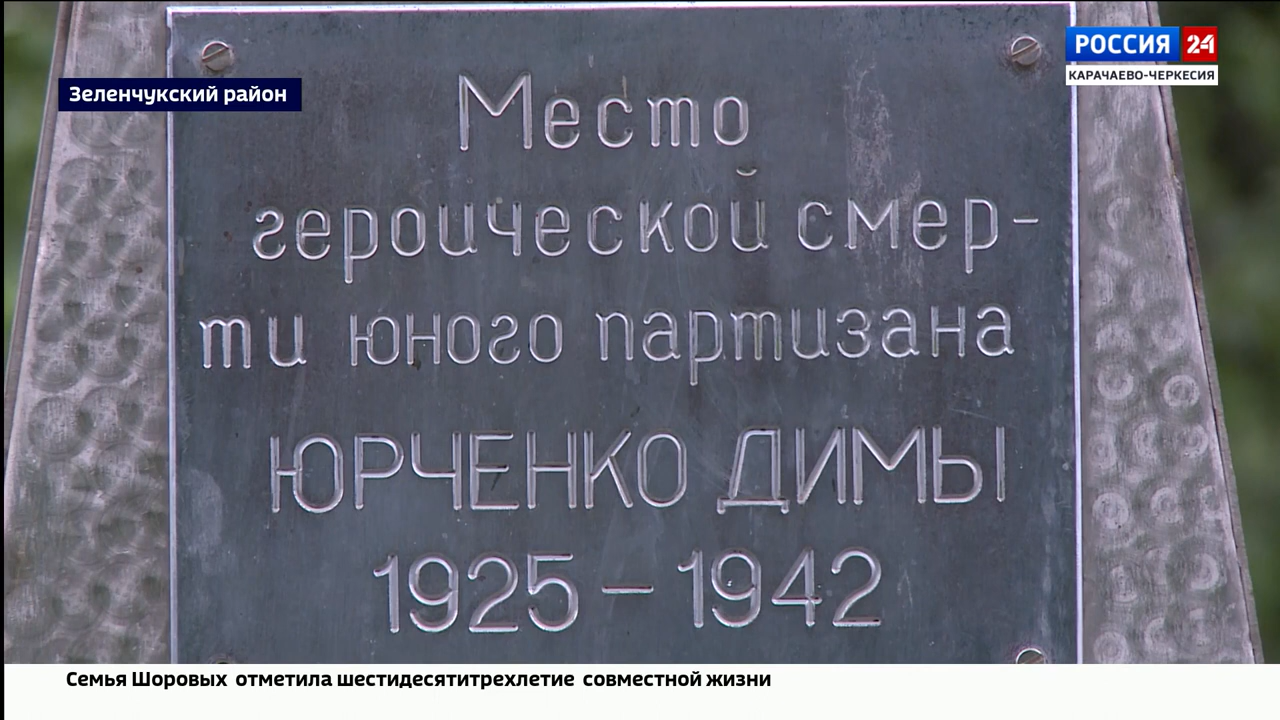 РОССИЯ 24
КАРАЧАЕВО-ЧЕРКЕСИЯ
Зеленчукский район
Место
героической смер-
ти юного партизана
ЮРЧЕНКО ДИМЫ
1925 – 1942
Семья Шоровых отметила шестидесятитрехлетие совместной жизни